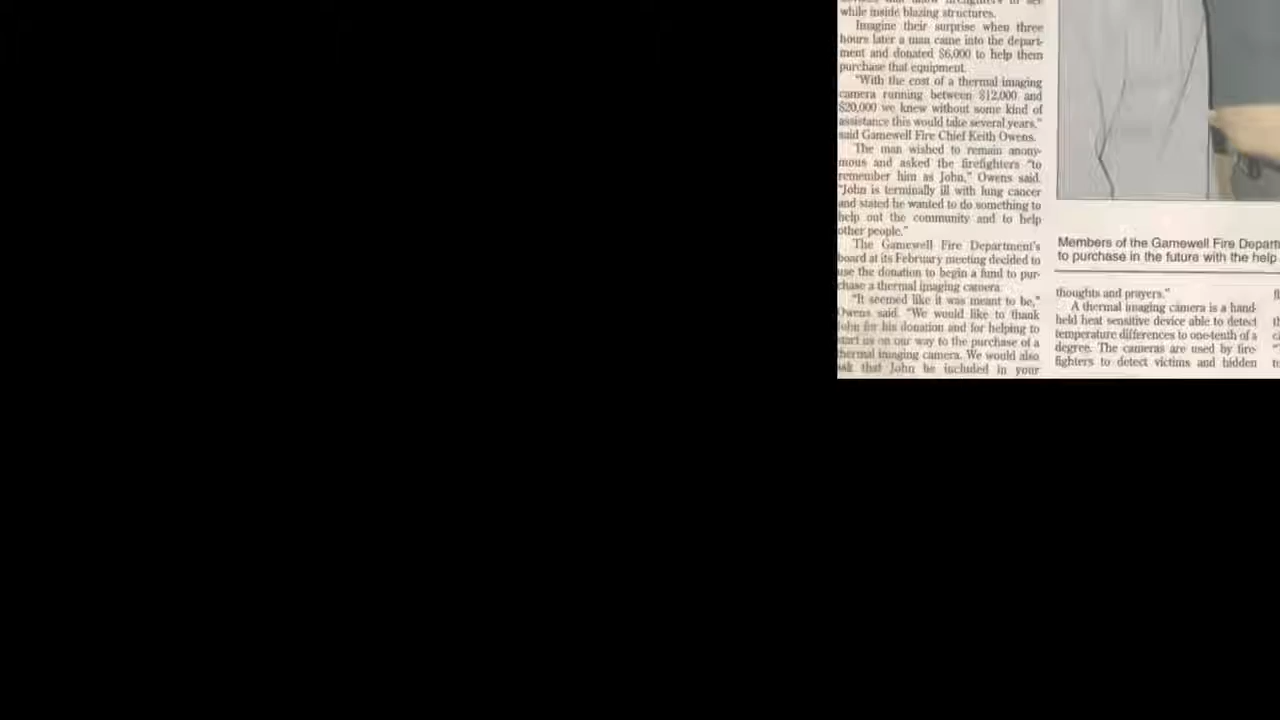 while inside blazing structures.
Imagine their surprise when three
hours later a man came into the depart-
ment and donated $6,000 to help them
purchase that equipment.
"With the cost of a thermal imaging
camera running between $12,000 and
$20,000 we knew without some kind of
assistance this would take several years,"
said Gamewell Fire Chief Keith Owens.
The man wished to remain anony-
mous and asked the firefighters "to
remember him as John," Owens said.
"John is terminally ill with lung cancer
and stated he wanted to do something to
help out the community and to help
other people."
The Gamewell Fire Department's
board at its February meeting decided to
use the donation to begin a fund to pur-
chase a thermal imaging camera.
"It seemed like it was meant to be,"
Owens said. "We would like to thank
John for his donation and for helping to
start us on our way to the purchase of a
thermal imaging camera. We would also
ask that John be included in your
Members of the Gamewell Fire Depart
to purchase in the future with the help
thoughts and prayers."
A thermal imaging camera is a hand-
held heat sensitive device able to detect
temperature differences to one-tenth of a
degree. The cameras are used by fire-
fighters to detect victims and hidden